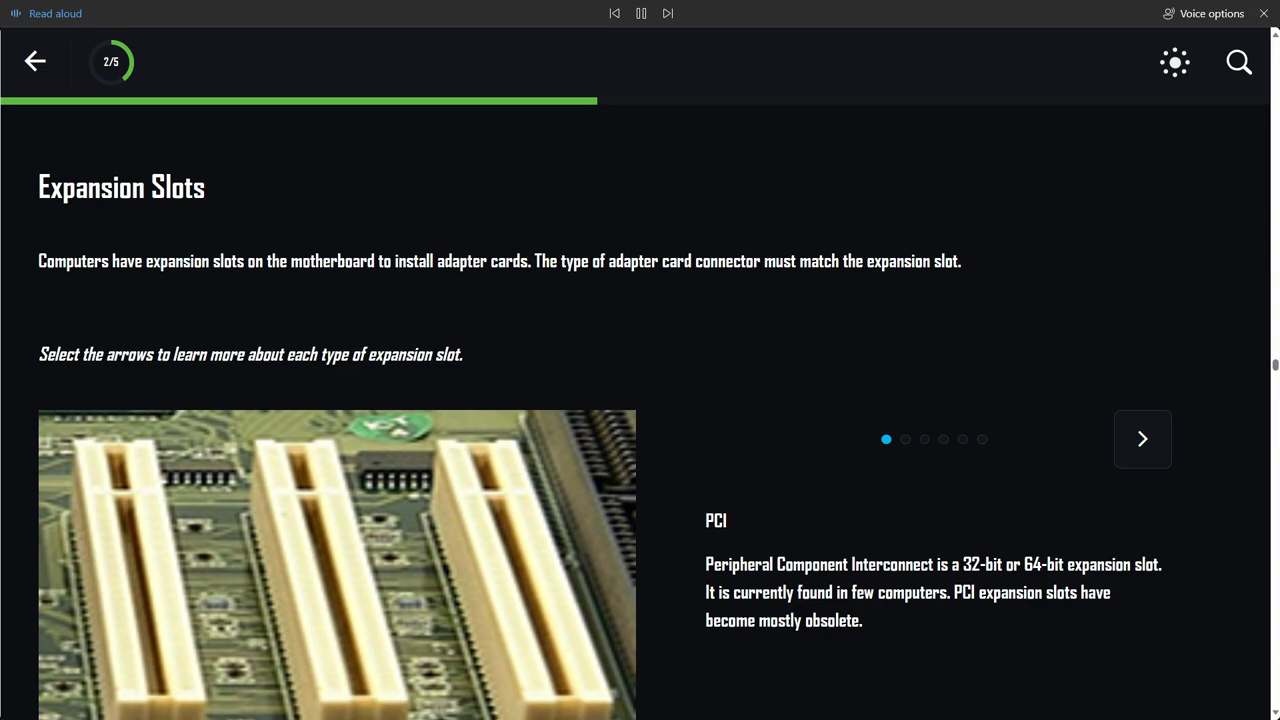 Read aloud
Voice options
2/5
Expansion Slots
Computers have expansion slots on the motherboard to install adapter cards. The type of adapter card connector must match the expansion slot.
Select the arrows to learn more about each type of expansion slot.
PCI
Peripheral Component Interconnect is a 32-bit or 64-bit expansion slot.
It is currently found in few computers. PCI expansion slots have
become mostly obsolete.